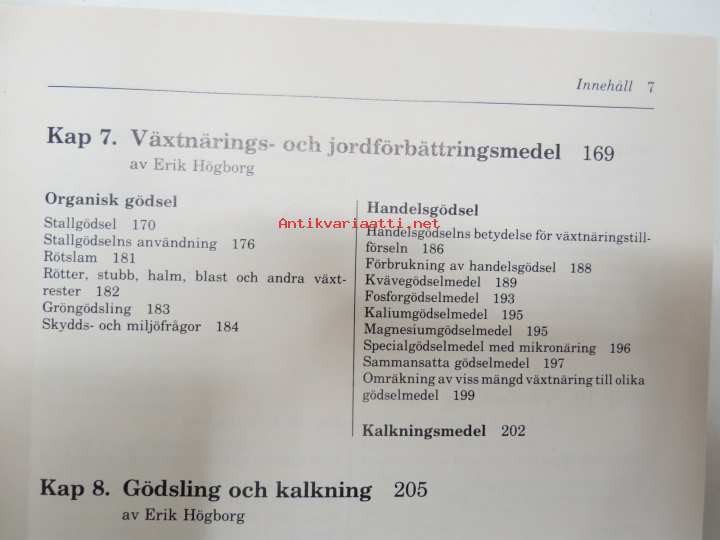 Innehåll 7
Kap 7. Växtnärings- och jordförbättringsmedel 169
av Erik Högborg
Organisk gödsel
Stallgödsel 170
Stallgödselns användning 176
Rötslam 181
Rötter, stubb, halm, blast och andra växt-
rester 182
Gröngödsling 183
Skydds- och miljöfrågor 184
Antikvariaatti.net
Handelsgödsel
Handelsgödselns betydelse för växtnäringstill-
förseln 186
Förbrukning av handelsgödsel 188
Kvävegödselmedel 189
Fosforgödselmedel 193
Kaliumgödselmedel 195
Magnesiumgödselmedel 195
Specialgödselmedel med mikronäring 196
Sammansatta gödselmedel 197
Omräkning av viss mängd växtnäring till olika
gödselmedel 199
Kalkningsmedel 202
Kap 8. Gödsling och kalkning 205
av Erik Högborg